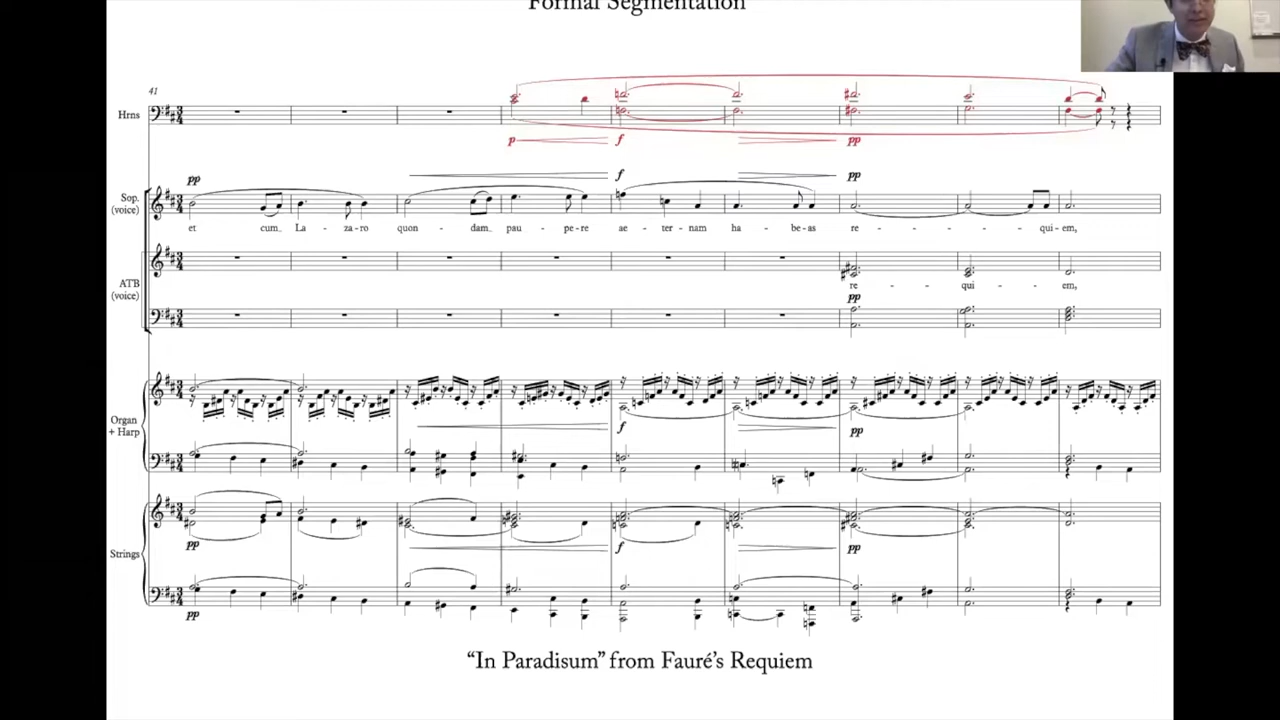 Formal Segmentation
41
Hrns
p f pp
f pp
pp
Sop.
(voice)
et cum La - za - ro quon - dam pau - pe - re ae - ter - nam ha - be - as re - - - qui-em,
ATB
(voice)
re - - qui - - em,
pp
Organ
+ Harp
f pp
Strings
pp f pp
pp
“In Paradisum” from Fauré’s Requiem